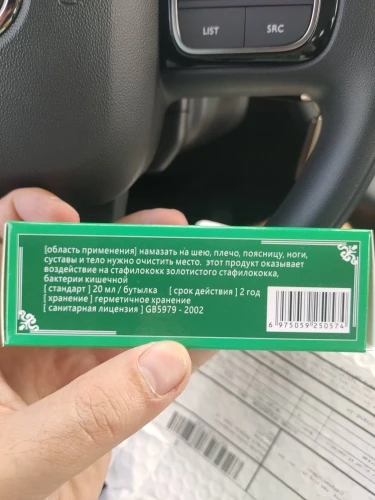 LIST
SRC
[область применения] намазать на шею, плечо, поясницу, ноги,
суставы и тело нужно очистить место. этот продукт оказывает
воздействие на стафилококк золотистого стафилококка,
бактерии кишечной
[ стандарт ] 20 мл / бутылка [ срок действия ] 2 год
[ хранение ] герметичное хранение
[ санитарная лицензия ] GB5979 - 2002
6 975059 250574